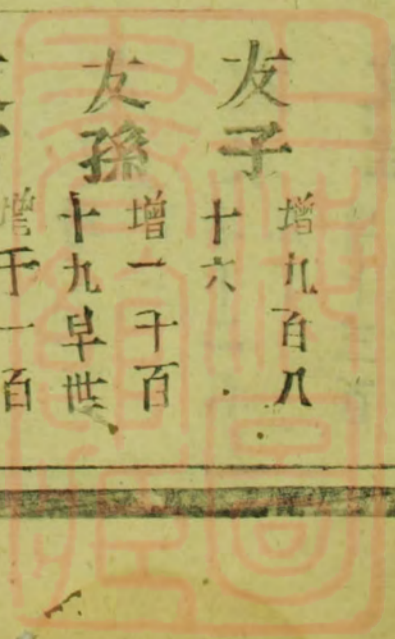 友子
增九百八
十六
友孫
增一千百
十九早世
增千一百